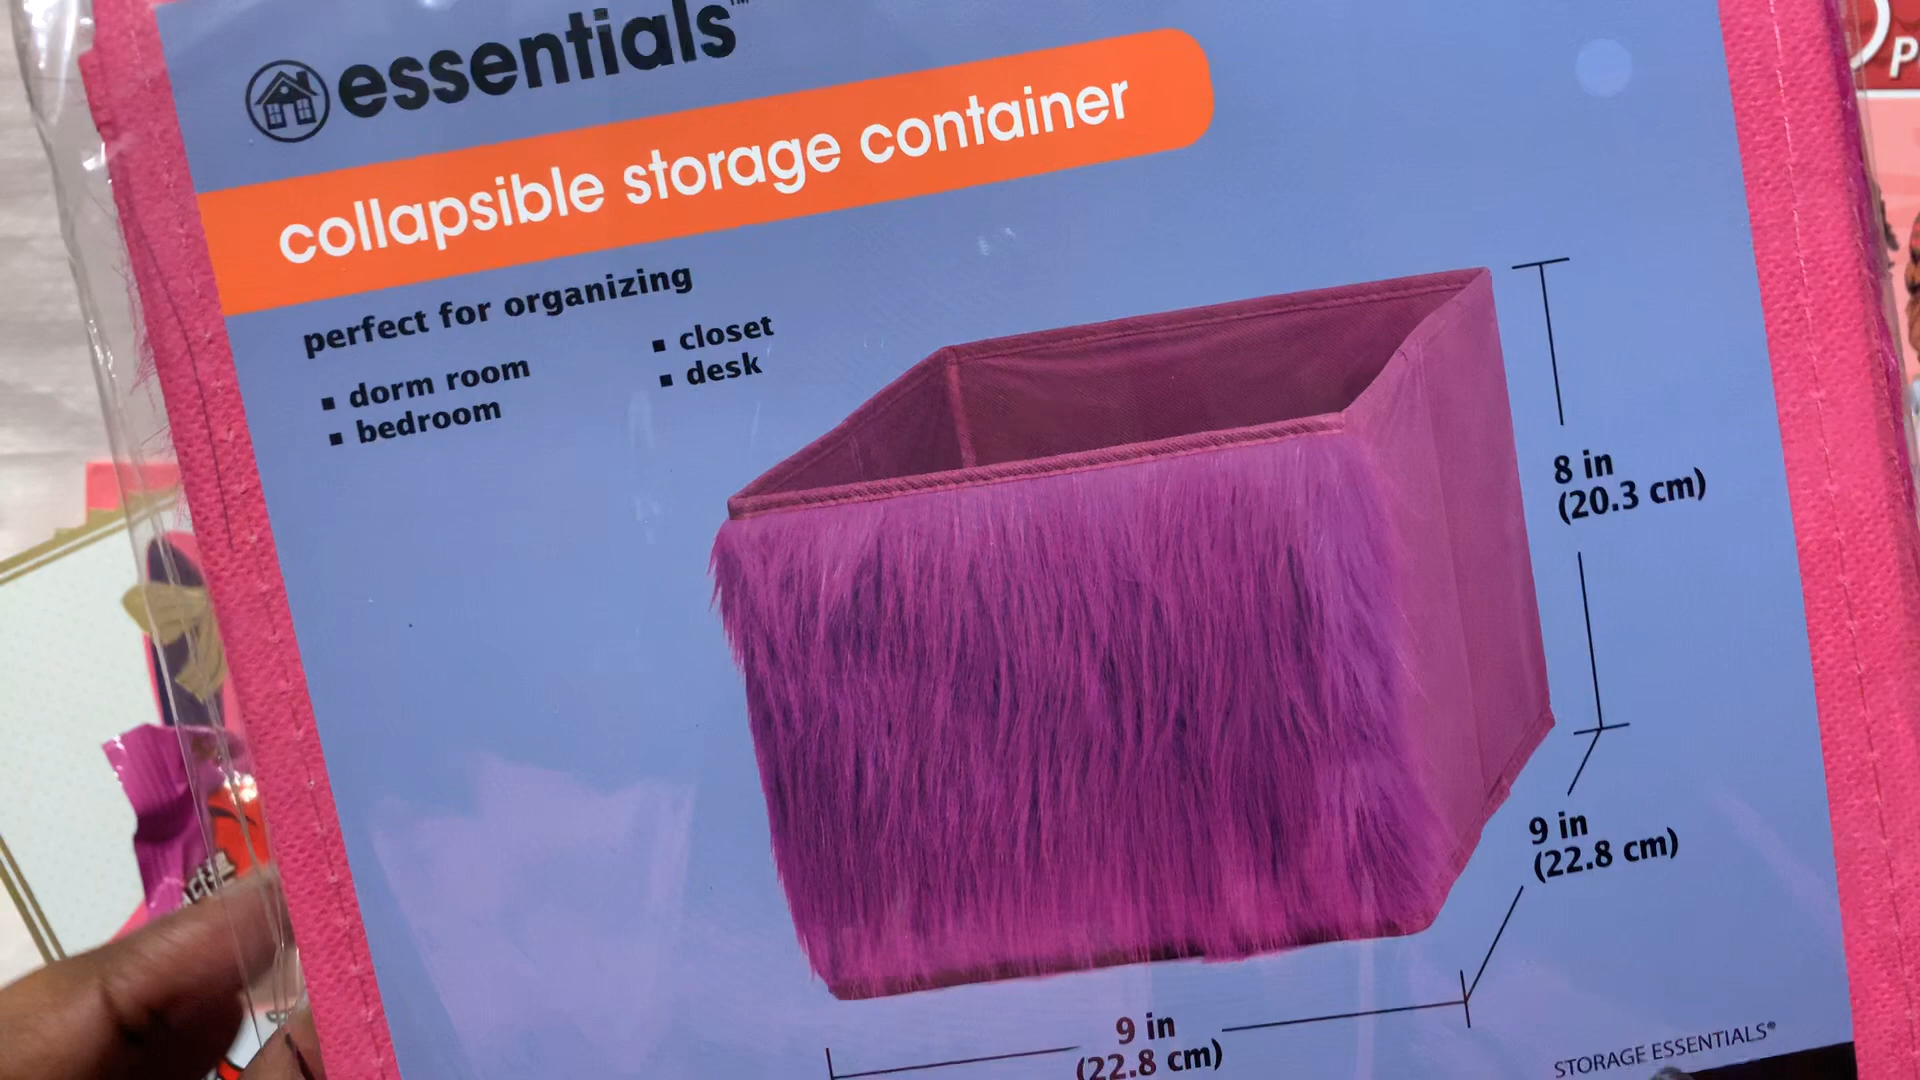 essentials™
collapsible storage container
perfect for organizing
▪ dorm room
▪ bedroom
▪ closet
▪ desk
8 in
(20.3 cm)
9 in
(22.8 cm)
9 in
(22.8 cm)
STORAGE ESSENTIALS®